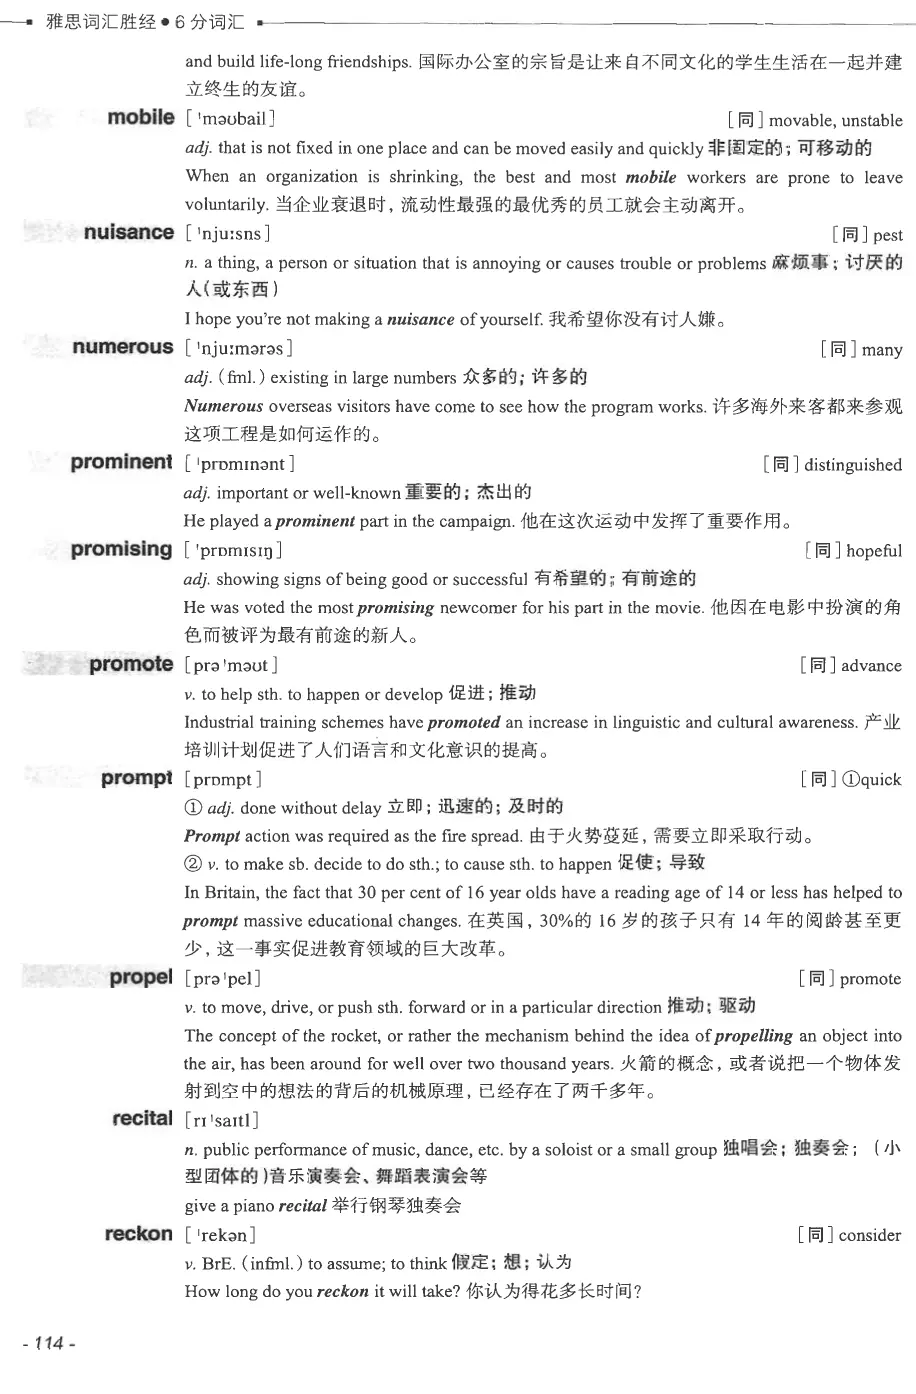 雅思词汇胜经●6分词汇
and build life-long friendships. 国际办公室的宗旨是让来自不同文化的学生生活在一起并建
立终生的友谊。
mobile [ˈməʊbail] [同] movable, unstable
adj. that is not fixed in one place and can be moved easily and quickly 非固定的；可移动的
When an organization is shrinking, the best and most mobile workers are prone to leave
voluntarily. 当企业衰退时，流动性最强的最优秀的员工就会主动离开。
nuisance [ˈnjuːsns] [同] pest
n. a thing, a person or situation that is annoying or causes trouble or problems 麻烦事；讨厌的
人(或东西)
I hope you're not making a nuisance of yourself. 我希望你没有讨人嫌。
numerous [ˈnjuːmərəs] [同] many
adj. (fml.) existing in large numbers 众多的；许多的
Numerous overseas visitors have come to see how the program works. 许多海外来客都来参观
这项工程是如何运作的。
prominent [ˈprɒmɪnənt] [同] distinguished
adj. important or well-known 重要的；杰出的
He played a prominent part in the campaign. 他在这次运动中发挥了重要作用。
promising [ˈprɒmɪsɪŋ] [同] hopeful
adj. showing signs of being good or successful 有希望的；有前途的
He was voted the most promising newcomer for his part in the movie. 他因在电影中扮演的角
色而被评为最有前途的新人。
promote [prəˈməʊt] [同] advance
v. to help sth. to happen or develop 促进；推动
Industrial training schemes have promoted an increase in linguistic and cultural awareness. 产业
培训计划促进了人们语言和文化意识的提高。
prompt [prɒmpt] [同] ①quick
① adj. done without delay 立即；迅速的；及时的
Prompt action was required as the fire spread. 由于火势蔓延，需要立即采取行动。
② v. to make sb. decide to do sth.; to cause sth. to happen 促使；导致
In Britain, the fact that 30 per cent of 16 year olds have a reading age of 14 or less has helped to
prompt massive educational changes. 在英国，30%的 16 岁的孩子只有 14 年的阅龄甚至更
少，这一事实促进教育领域的巨大改革。
propel [prəˈpel] [同] promote
v. to move, drive, or push sth. forward or in a particular direction 推动；驱动
The concept of the rocket, or rather the mechanism behind the idea of propelling an object into
the air, has been around for well over two thousand years. 火箭的概念，或者说把一个物体发
射到空中的想法的背后的机械原理，已经存在了两千多年。
recital [rɪˈsaɪtl]
n. public performance of music, dance, etc. by a soloist or a small group 独唱会；独奏会；(小
型团体的)音乐演奏会、舞蹈表演会等
give a piano recital 举行钢琴独奏会
reckon [ˈrekən] [同] consider
v. BrE. (infml.) to assume; to think 假定；想；认为
How long do you reckon it will take? 你认为得花多长时间?
- 114 -